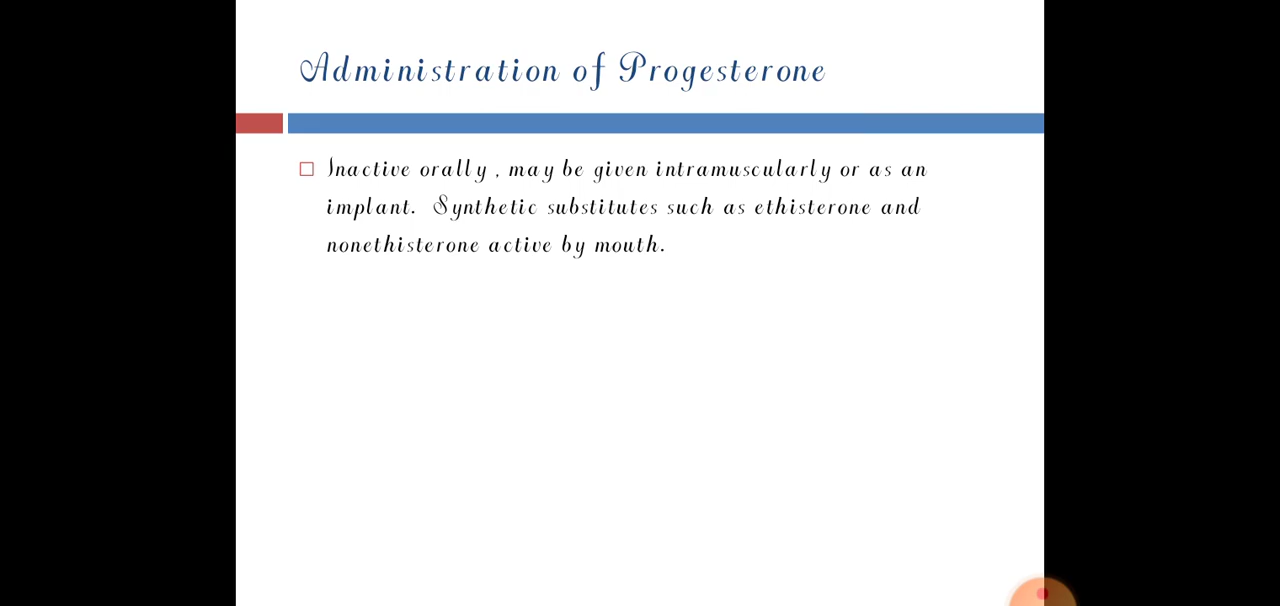 Administration of Progesterone
Inactive orally , may be given intramuscularly or as an
implant. Synthetic substitutes such as ethisterone and
nonethisterone active by mouth.